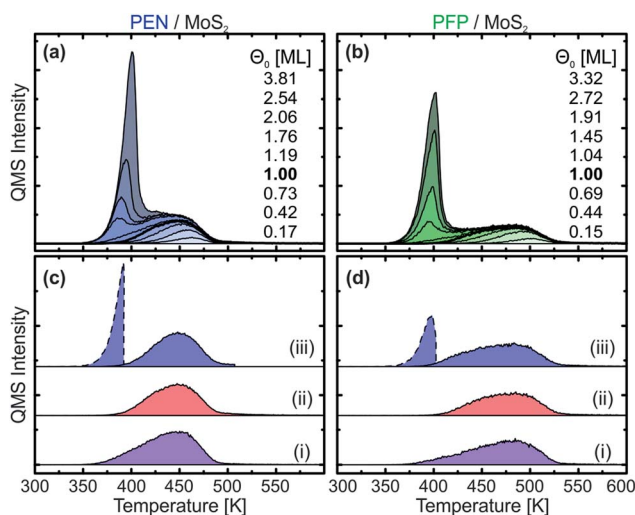 PEN / MoS₂
PFP / MoS₂
(a)
Θ₀ [ML]
3.81
2.54
2.06
1.76
1.19
1.00
0.73
0.42
0.17
(b)
Θ₀ [ML]
3.32
2.72
1.91
1.45
1.04
1.00
0.69
0.44
0.15
QMS Intensity
(c)
(iii)
(ii)
(i)
(d)
(iii)
(ii)
(i)
QMS Intensity
300 350 400 450 500 550
350 400 450 500 550 600
Temperature [K]
Temperature [K]